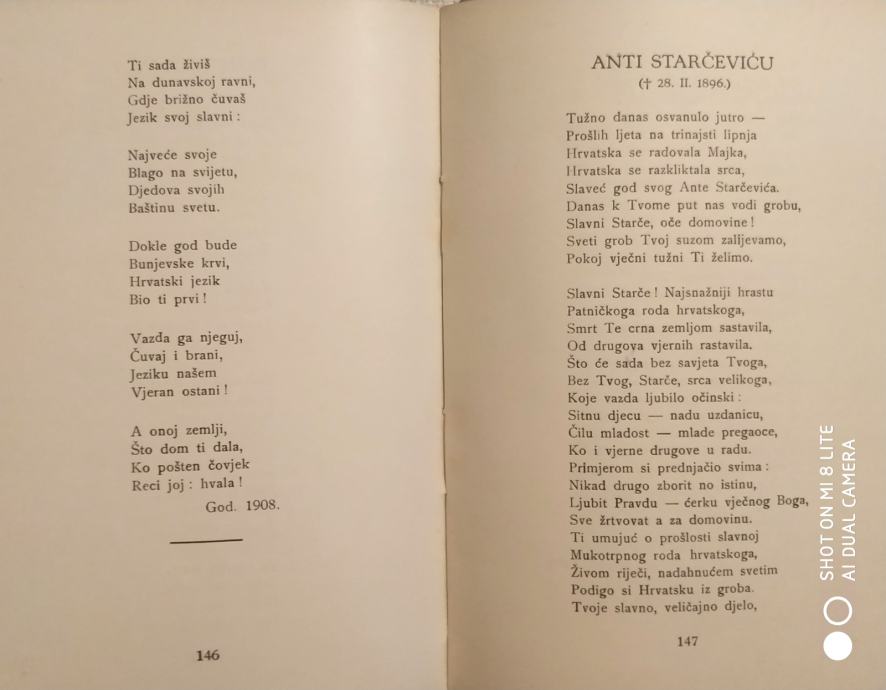 Ti sada živiš
Na dunavskoj ravni,
Gdje brižno čuvaš
Jezik svoj slavni :
Najveće svoje
Blago na svijetu,
Djedova svojih
Baštinu svetu.
Dokle god bude
Bunjevske krvi,
Hrvatski jezik
Bio ti prvi !
Vazda ga njeguj,
Čuvaj i brani,
Jeziku našem
Vjeran ostani !
A onoj zemlji,
Što dom ti dala,
Ko pošten čovjek
Reci joj : hvala !
God. 1908.
146
ANTI STARČEVIĆU
(† 28. II. 1896.)
Tužno danas osvanulo jutro —
Prošlih ljeta na trinajsti lipnja
Hrvatska se radovala Majka,
Hrvatska se razkliktala srca,
Slaveć god svog Ante Starčevića.
Danas k Tvome put nas vodi grobu,
Slavni Starče, oče domovine !
Sveti grob Tvoj suzom zalijevamo,
Pokoj vječni tužni Ti želimo.
Slavni Starče ! Najsnažniji hrastu
Patničkoga roda hrvatskoga,
Smrt Te crna zemljom sastavila,
Od drugova vjernih rastavila.
Što će sada bez savjeta Tvoga,
Bez Tvog, Starče, srca velikoga,
Koje vazda ljubilo očinski :
Sitnu djecu — nadu uzdanicu,
Čilu mladost — mlade pregaoce,
Ko i vjerne drugove u radu.
Primjerom si prednjačio svima :
Nikad drugo zborit no istinu,
Ljubit Pravdu — ćerku vječnog Boga,
Sve žrtvovat a za domovinu.
Ti umujuć o prošlosti slavnoj
Mukotrpnog roda hrvatskoga,
Živom riječi, nadahnućem svetim
Podigo si Hrvatsku iz groba.
Tvoje slavno, veličajno djelo,
147
SHOT ON MI 8 LITE
AI DUAL CAMERA